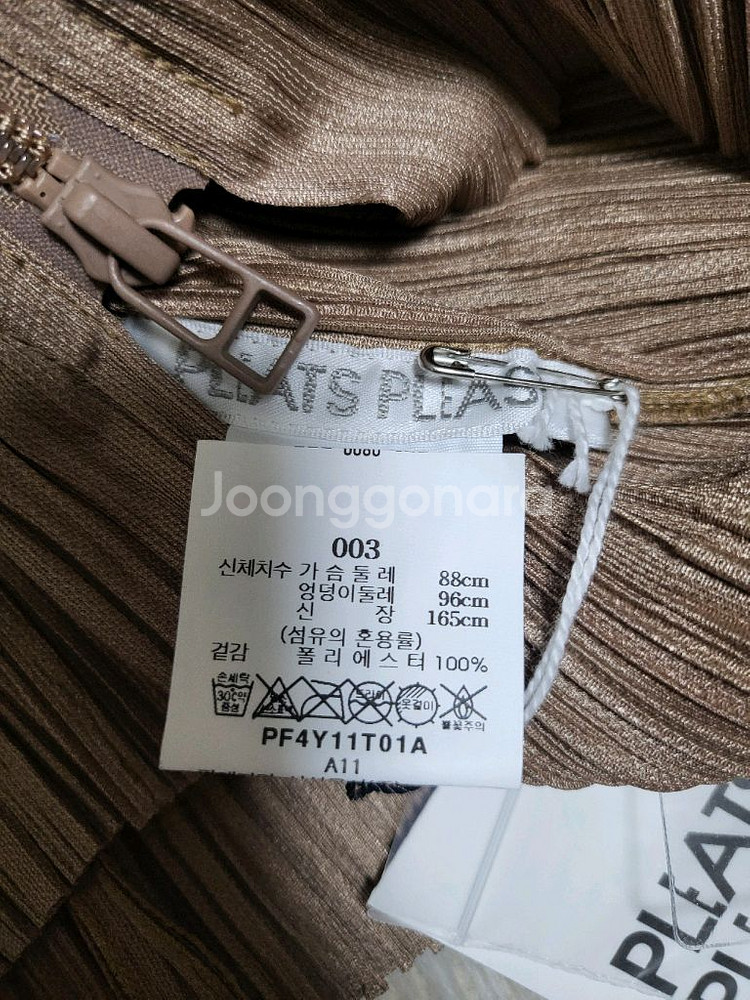 PLEATS PLEAS
0080
Joonggonara
003
신체치수 가 슴 둘 레 88cm
엉덩이둘레 96cm
신 장 165cm
(섬유의 혼용률)
겉감 폴 리 에 스 터 100%
손세탁
30℃약
중성
드라이
옷걸이
불꽃주의
PF4Y11T01A
A11
PLEATS